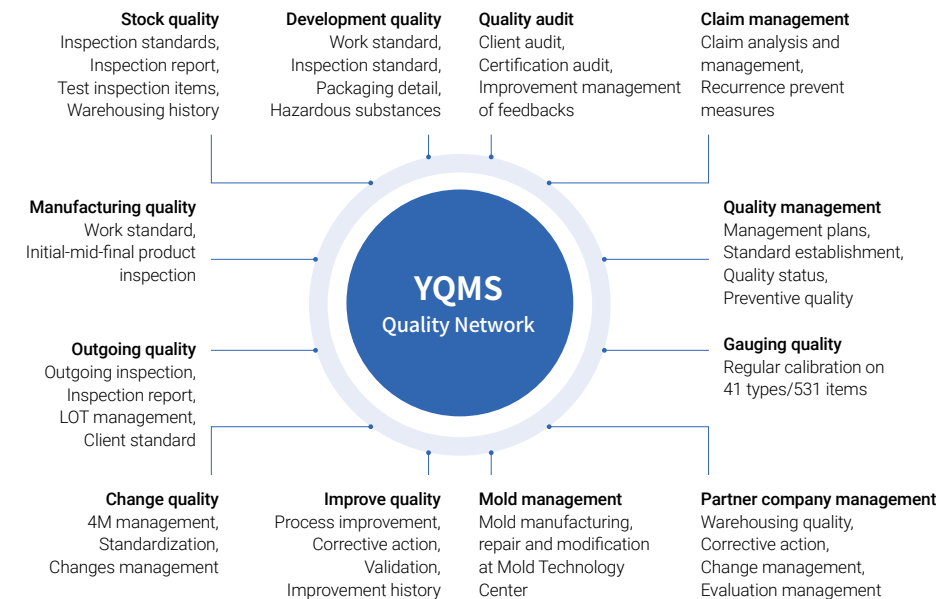 Stock quality
Inspection standards,
Inspection report,
Test inspection items,
Warehousing history
Development quality
Work standard,
Inspection standard,
Packaging detail,
Hazardous substances
Quality audit
Client audit,
Certification audit,
Improvement management
of feedbacks
Claim management
Claim analysis and
management,
Recurrence prevent
measures
Manufacturing quality
Work standard,
Initial-mid-final product
inspection
YQMS
Quality Network
Quality management
Management plans,
Standard establishment,
Quality status,
Preventive quality
Outgoing quality
Outgoing inspection,
Inspection report,
LOT management,
Client standard
Gauging quality
Regular calibration on
41 types/531 items
Change quality
4M management,
Standardization,
Changes management
Improve quality
Process improvement,
Corrective action,
Validation,
Improvement history
Mold management
Mold manufacturing,
repair and modification
at Mold Technology
Center
Partner company management
Warehousing quality,
Corrective action,
Change management,
Evaluation management